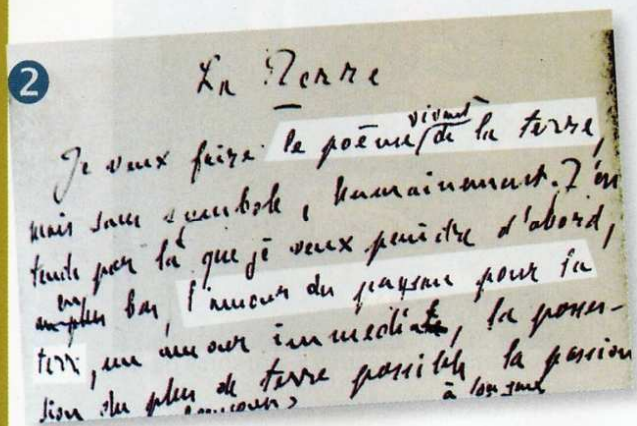 2
La Terre
Je veux faire le poème vivant de la terre,
mais sans symbole, humainement. J'en
tends par là que je veux peindre d'abord,
en bas, l'amour du paysan pour la
terre, un amour immédiat, la posses-
sion du plus de terre possible, la passion